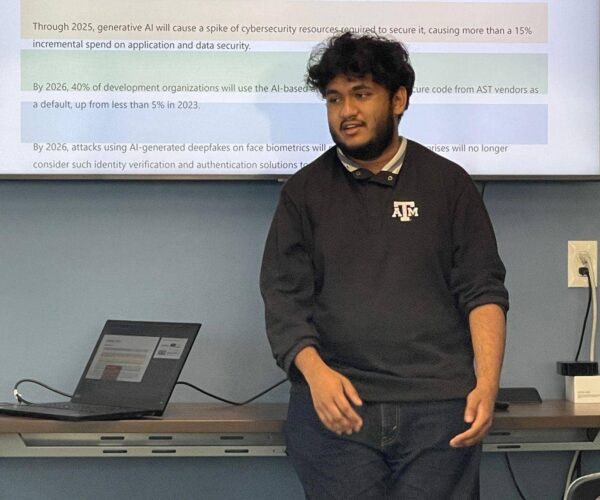 Through 2025, generative AI will cause a spike of cybersecurity resources required to secure it, causing more than a 15%
incremental spend on application and data security.
By 2026, 40% of development organizations will use the AI-based cure code from AST vendors as
a default, up from less than 5% in 2023.
By 2026, attacks using AI-generated deepfakes on face biometrics will rises will no longer
consider such identity verification and authentication solutions to
ATM